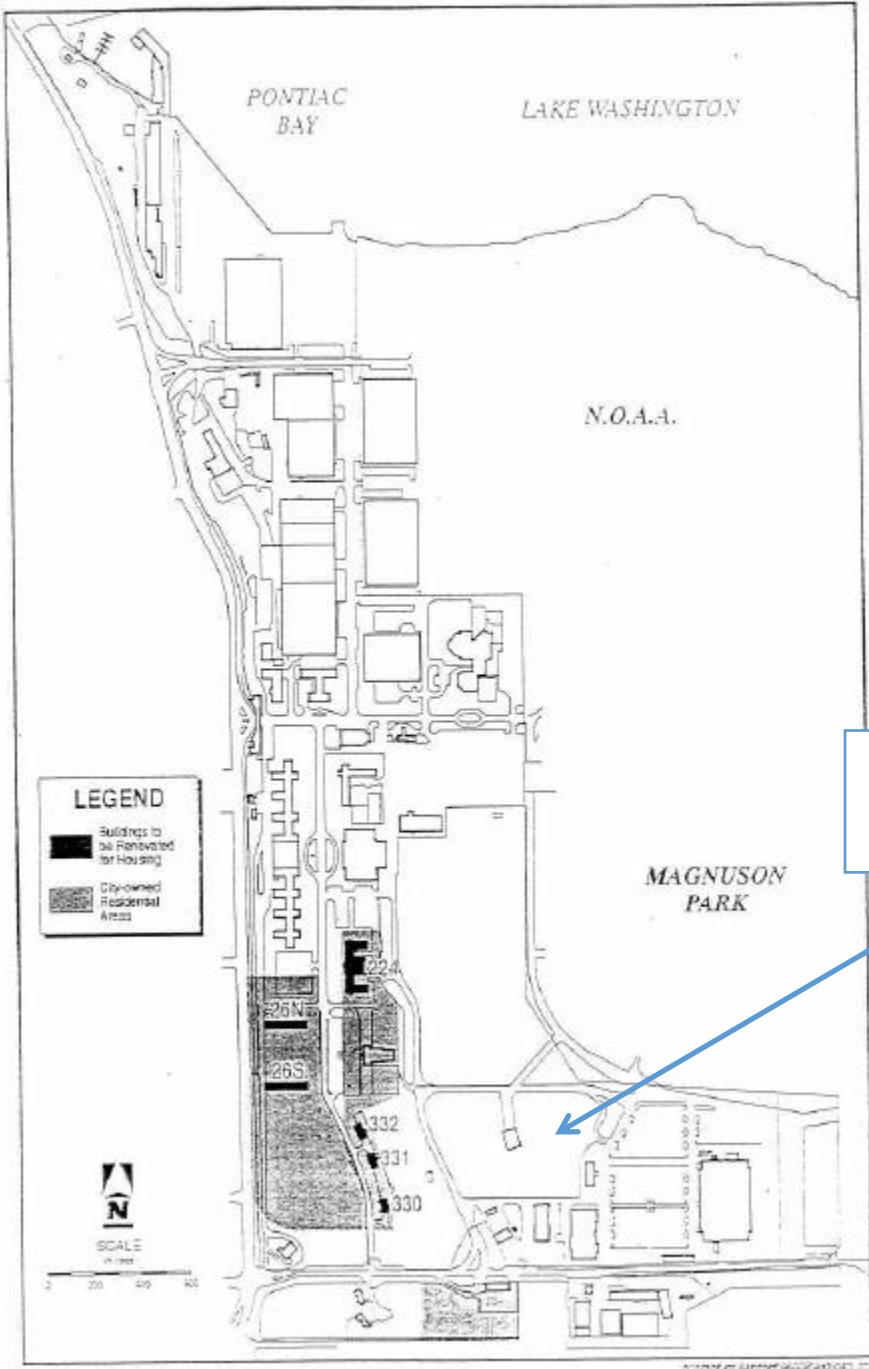 PONTIAC
BAY
LAKE WASHINGTON
N.O.A.A.
LEGEND
Buildings to
be Renovated
for Housing
City-owned
Residential
Areas
MAGNUSON
PARK
224
26N
26S
332
331
330
N
SCALE